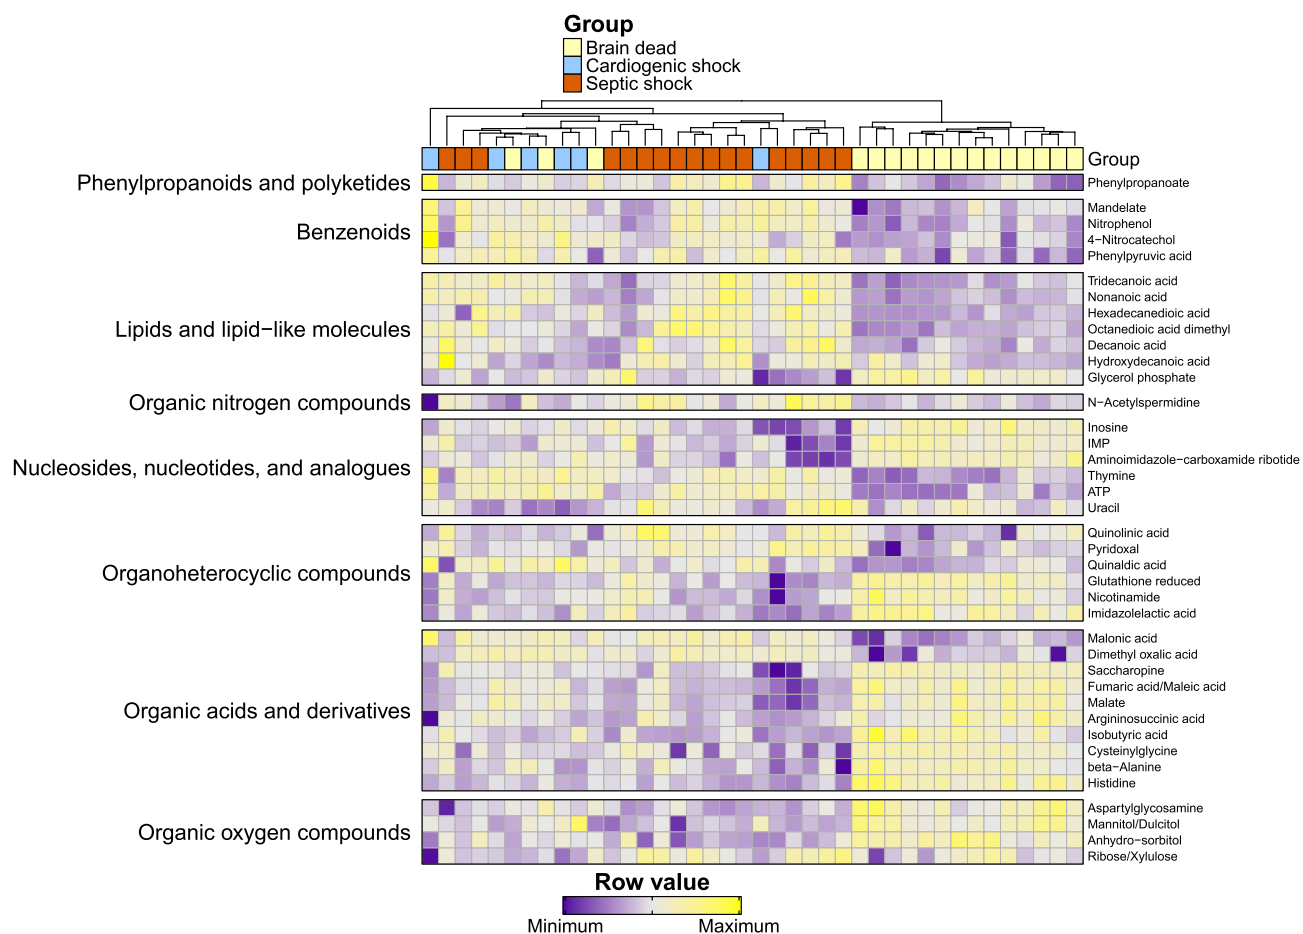 Group
Brain dead
Cardiogenic shock
Septic shock
Group
Phenylpropanoids and polyketides
Phenylpropanoate
Benzenoids
Mandelate
Nitrophenol
4−Nitrocatechol
Phenylpyruvic acid
Lipids and lipid−like molecules
Tridecanoic acid
Nonanoic acid
Hexadecanedioic acid
Octanedioic acid dimethyl
Decanoic acid
Hydroxydecanoic acid
Glycerol phosphate
Organic nitrogen compounds
N−Acetylspermidine
Nucleosides, nucleotides, and analogues
Inosine
IMP
Aminoimidazole−carboxamide ribotide
Thymine
ATP
Uracil
Organoheterocyclic compounds
Quinolinic acid
Pyridoxal
Quinaldic acid
Glutathione reduced
Nicotinamide
Imidazolelactic acid
Organic acids and derivatives
Malonic acid
Dimethyl oxalic acid
Saccharopine
Fumaric acid/Maleic acid
Malate
Argininosuccinic acid
Isobutyric acid
Cysteinylglycine
beta−Alanine
Histidine
Organic oxygen compounds
Aspartylglycosamine
Mannitol/Dulcitol
Anhydro−sorbitol
Ribose/Xylulose
Row value
Minimum
Maximum